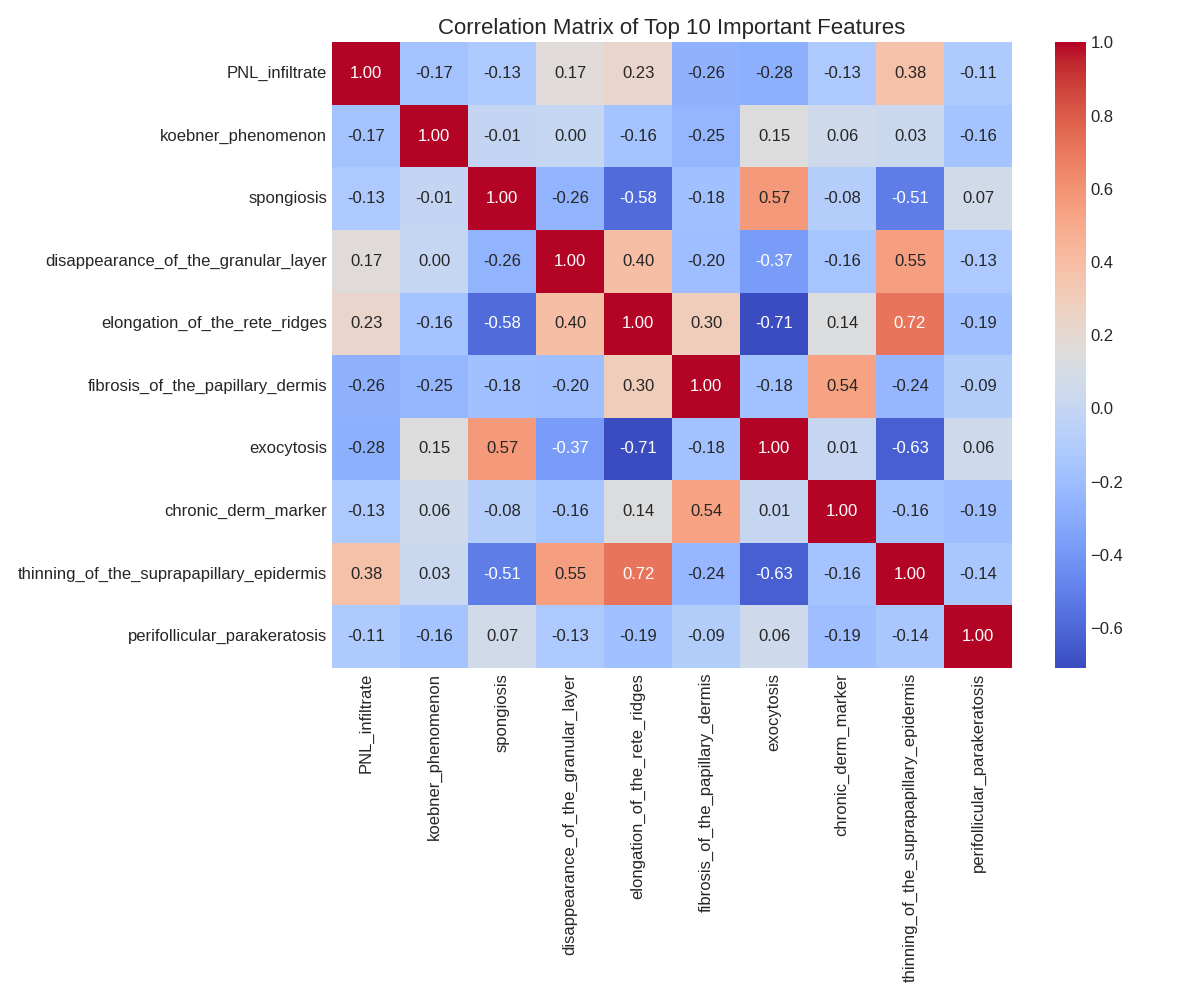 Correlation Matrix of Top 10 Important Features
PNL_infiltrate 1.00 -0.17 -0.13 0.17 0.23 -0.26 -0.28 -0.13 0.38 -0.11
koebner_phenomenon -0.17 1.00 -0.01 0.00 -0.16 -0.25 0.15 0.06 0.03 -0.16
spongiosis -0.13 -0.01 1.00 -0.26 -0.58 -0.18 0.57 -0.08 -0.51 0.07
disappearance_of_the_granular_layer 0.17 0.00 -0.26 1.00 0.40 -0.20 -0.37 -0.16 0.55 -0.13
elongation_of_the_rete_ridges 0.23 -0.16 -0.58 0.40 1.00 0.30 -0.71 0.14 0.72 -0.19
fibrosis_of_the_papillary_dermis -0.26 -0.25 -0.18 -0.20 0.30 1.00 -0.18 0.54 -0.24 -0.09
exocytosis -0.28 0.15 0.57 -0.37 -0.71 -0.18 1.00 0.01 -0.63 0.06
chronic_derm_marker -0.13 0.06 -0.08 -0.16 0.14 0.54 0.01 1.00 -0.16 -0.19
thinning_of_the_suprapapillary_epidermis 0.38 0.03 -0.51 0.55 0.72 -0.24 -0.63 -0.16 1.00 -0.14
perifollicular_parakeratosis -0.11 -0.16 0.07 -0.13 -0.19 -0.09 0.06 -0.19 -0.14 1.00
PNL_infiltrate
koebner_phenomenon
spongiosis
disappearance_of_the_granular_layer
elongation_of_the_rete_ridges
fibrosis_of_the_papillary_dermis
exocytosis
chronic_derm_marker
thinning_of_the_suprapapillary_epidermis
perifollicular_parakeratosis
1.0
0.8
0.6
0.4
0.2
0.0
−0.2
−0.4
−0.6